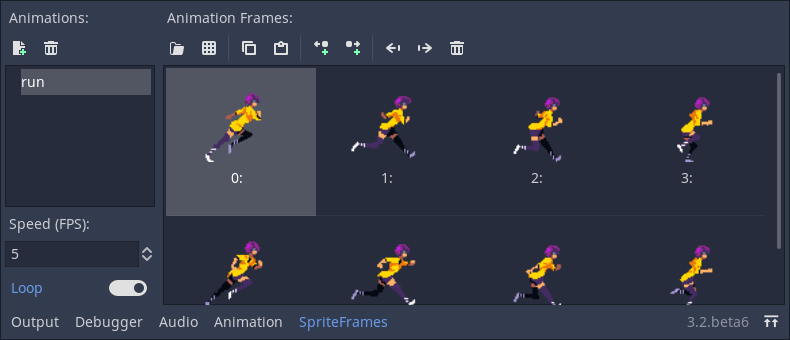 Animations:
Animation Frames:
run
0:
1:
2:
3:
Speed (FPS):
5
Loop
Output Debugger Audio Animation SpriteFrames 3.2.beta6